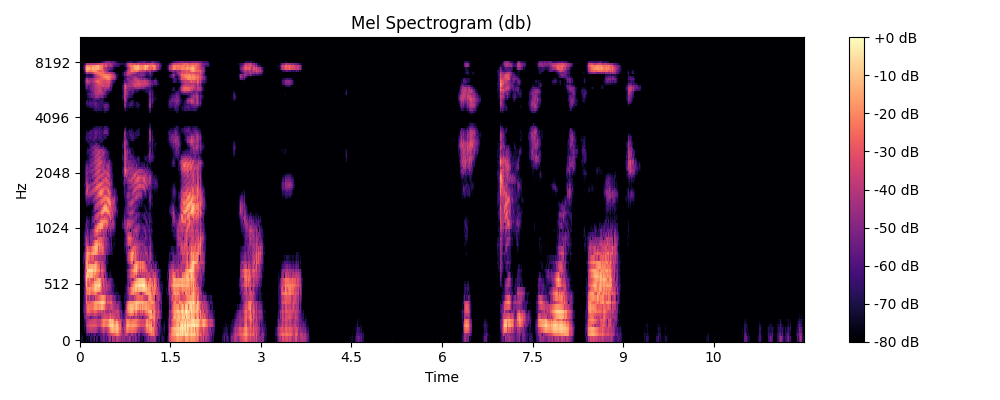 Mel Spectrogram (db)
8192
4096
2048
1024
512
0
Hz
0 1.5 3 4.5 6 7.5 9 10
Time
+0 dB
-10 dB
-20 dB
-30 dB
-40 dB
-50 dB
-60 dB
-70 dB
-80 dB